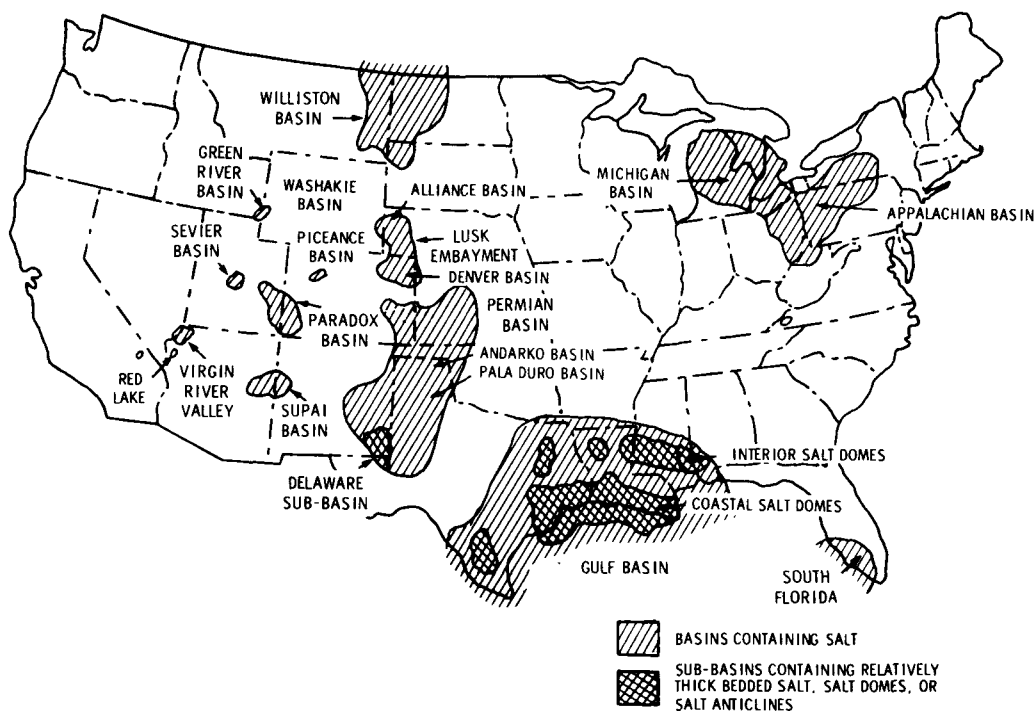 WILLISTON
BASIN
GREEN
RIVER
BASIN
WASHAKIE
BASIN
ALLIANCE BASIN
MICHIGAN
BASIN
APPALACHIAN BASIN
SEVIER
BASIN
PICEANCE
BASIN
LUSK
EMBAYMENT
DENVER BASIN
PARADOX
BASIN
PERMIAN
BASIN
ANDARKO BASIN
PALA DURO BASIN
RED
LAKE
VIRGIN
RIVER
VALLEY
SUPAI
BASIN
DELAWARE
SUB-BASIN
INTERIOR SALT DOMES
COASTAL SALT DOMES
GULF BASIN
SOUTH
FLORIDA
BASINS CONTAINING SALT
SUB-BASINS CONTAINING RELATIVELY
THICK BEDDED SALT, SALT DOMES, OR
SALT ANTICLINES